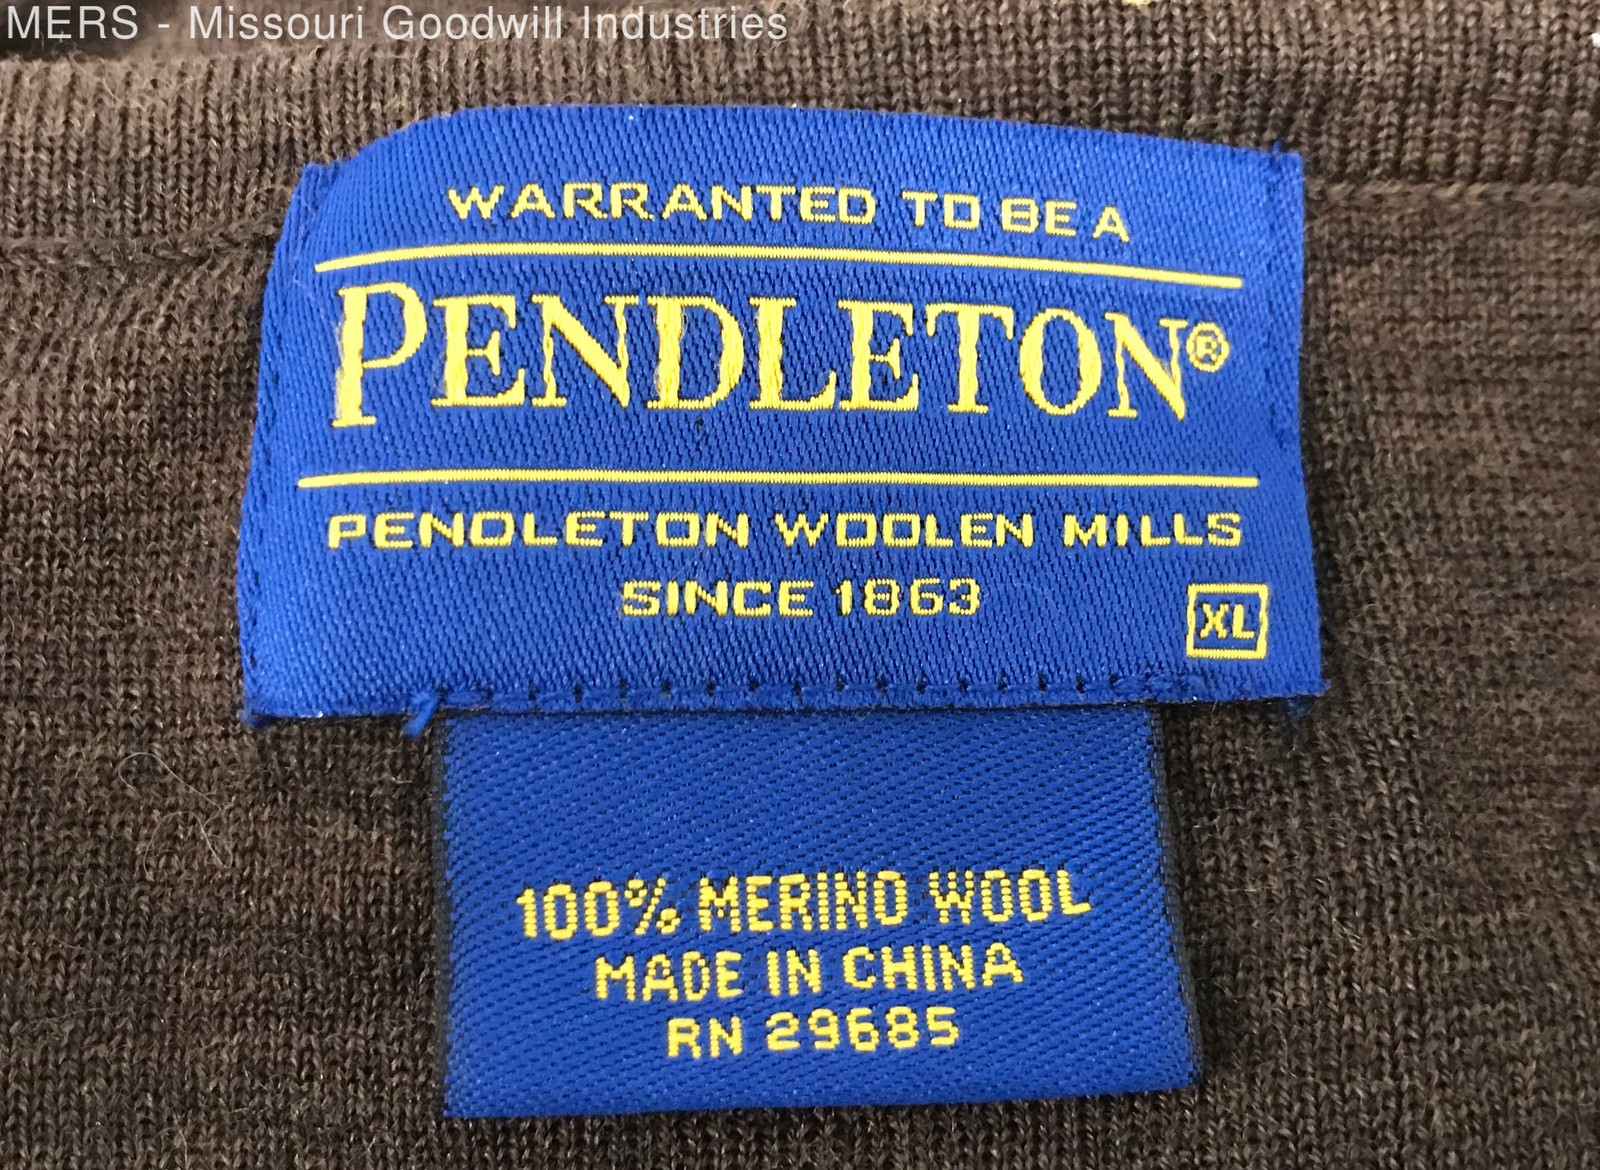 MERS - Missouri Goodwill Industries
WARRANTED TO BE A
PENDLETON®
PENDLETON WOOLEN MILLS
SINCE 1863
XL
100% MERINO WOOL
MADE IN CHINA
RN 29685